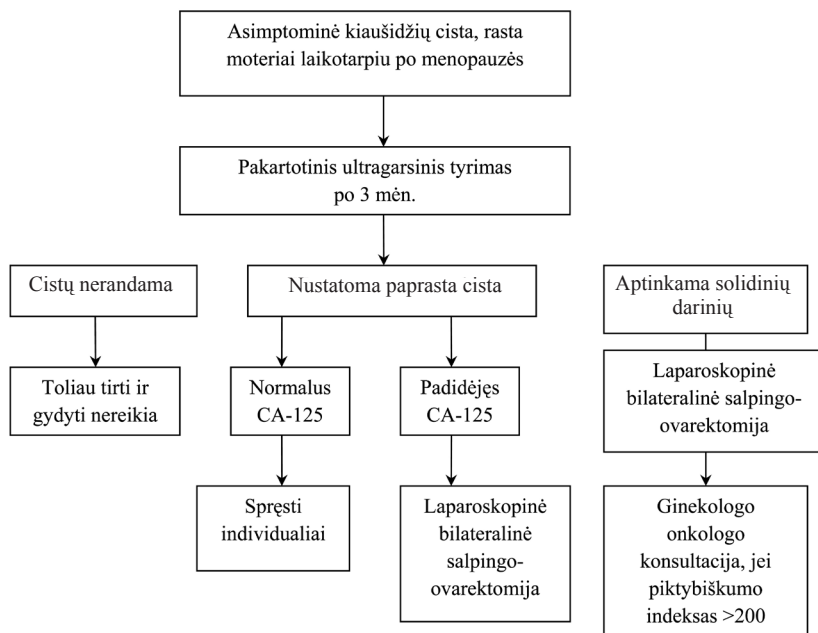 Asimptominė kiaušidžių cista, rasta
moteriai laikotarpiu po menopauzės
Pakartotinis ultragarsinis tyrimas
po 3 mėn.
Cistų nerandama
Nustatoma paprasta cista
Aptinkama solidinių
darinių
Toliau tirti ir
gydyti nereikia
Normalus
CA-125
Padidėjęs
CA-125
Laparoskopinė
bilateralinė salpingo-
ovarektomija
Spręsti
individualiai
Laparoskopinė
bilateralinė
salpingo-
ovarektomija
Ginekologo
onkologo
konsultacija, jei
piktybiškumo
indeksas >200